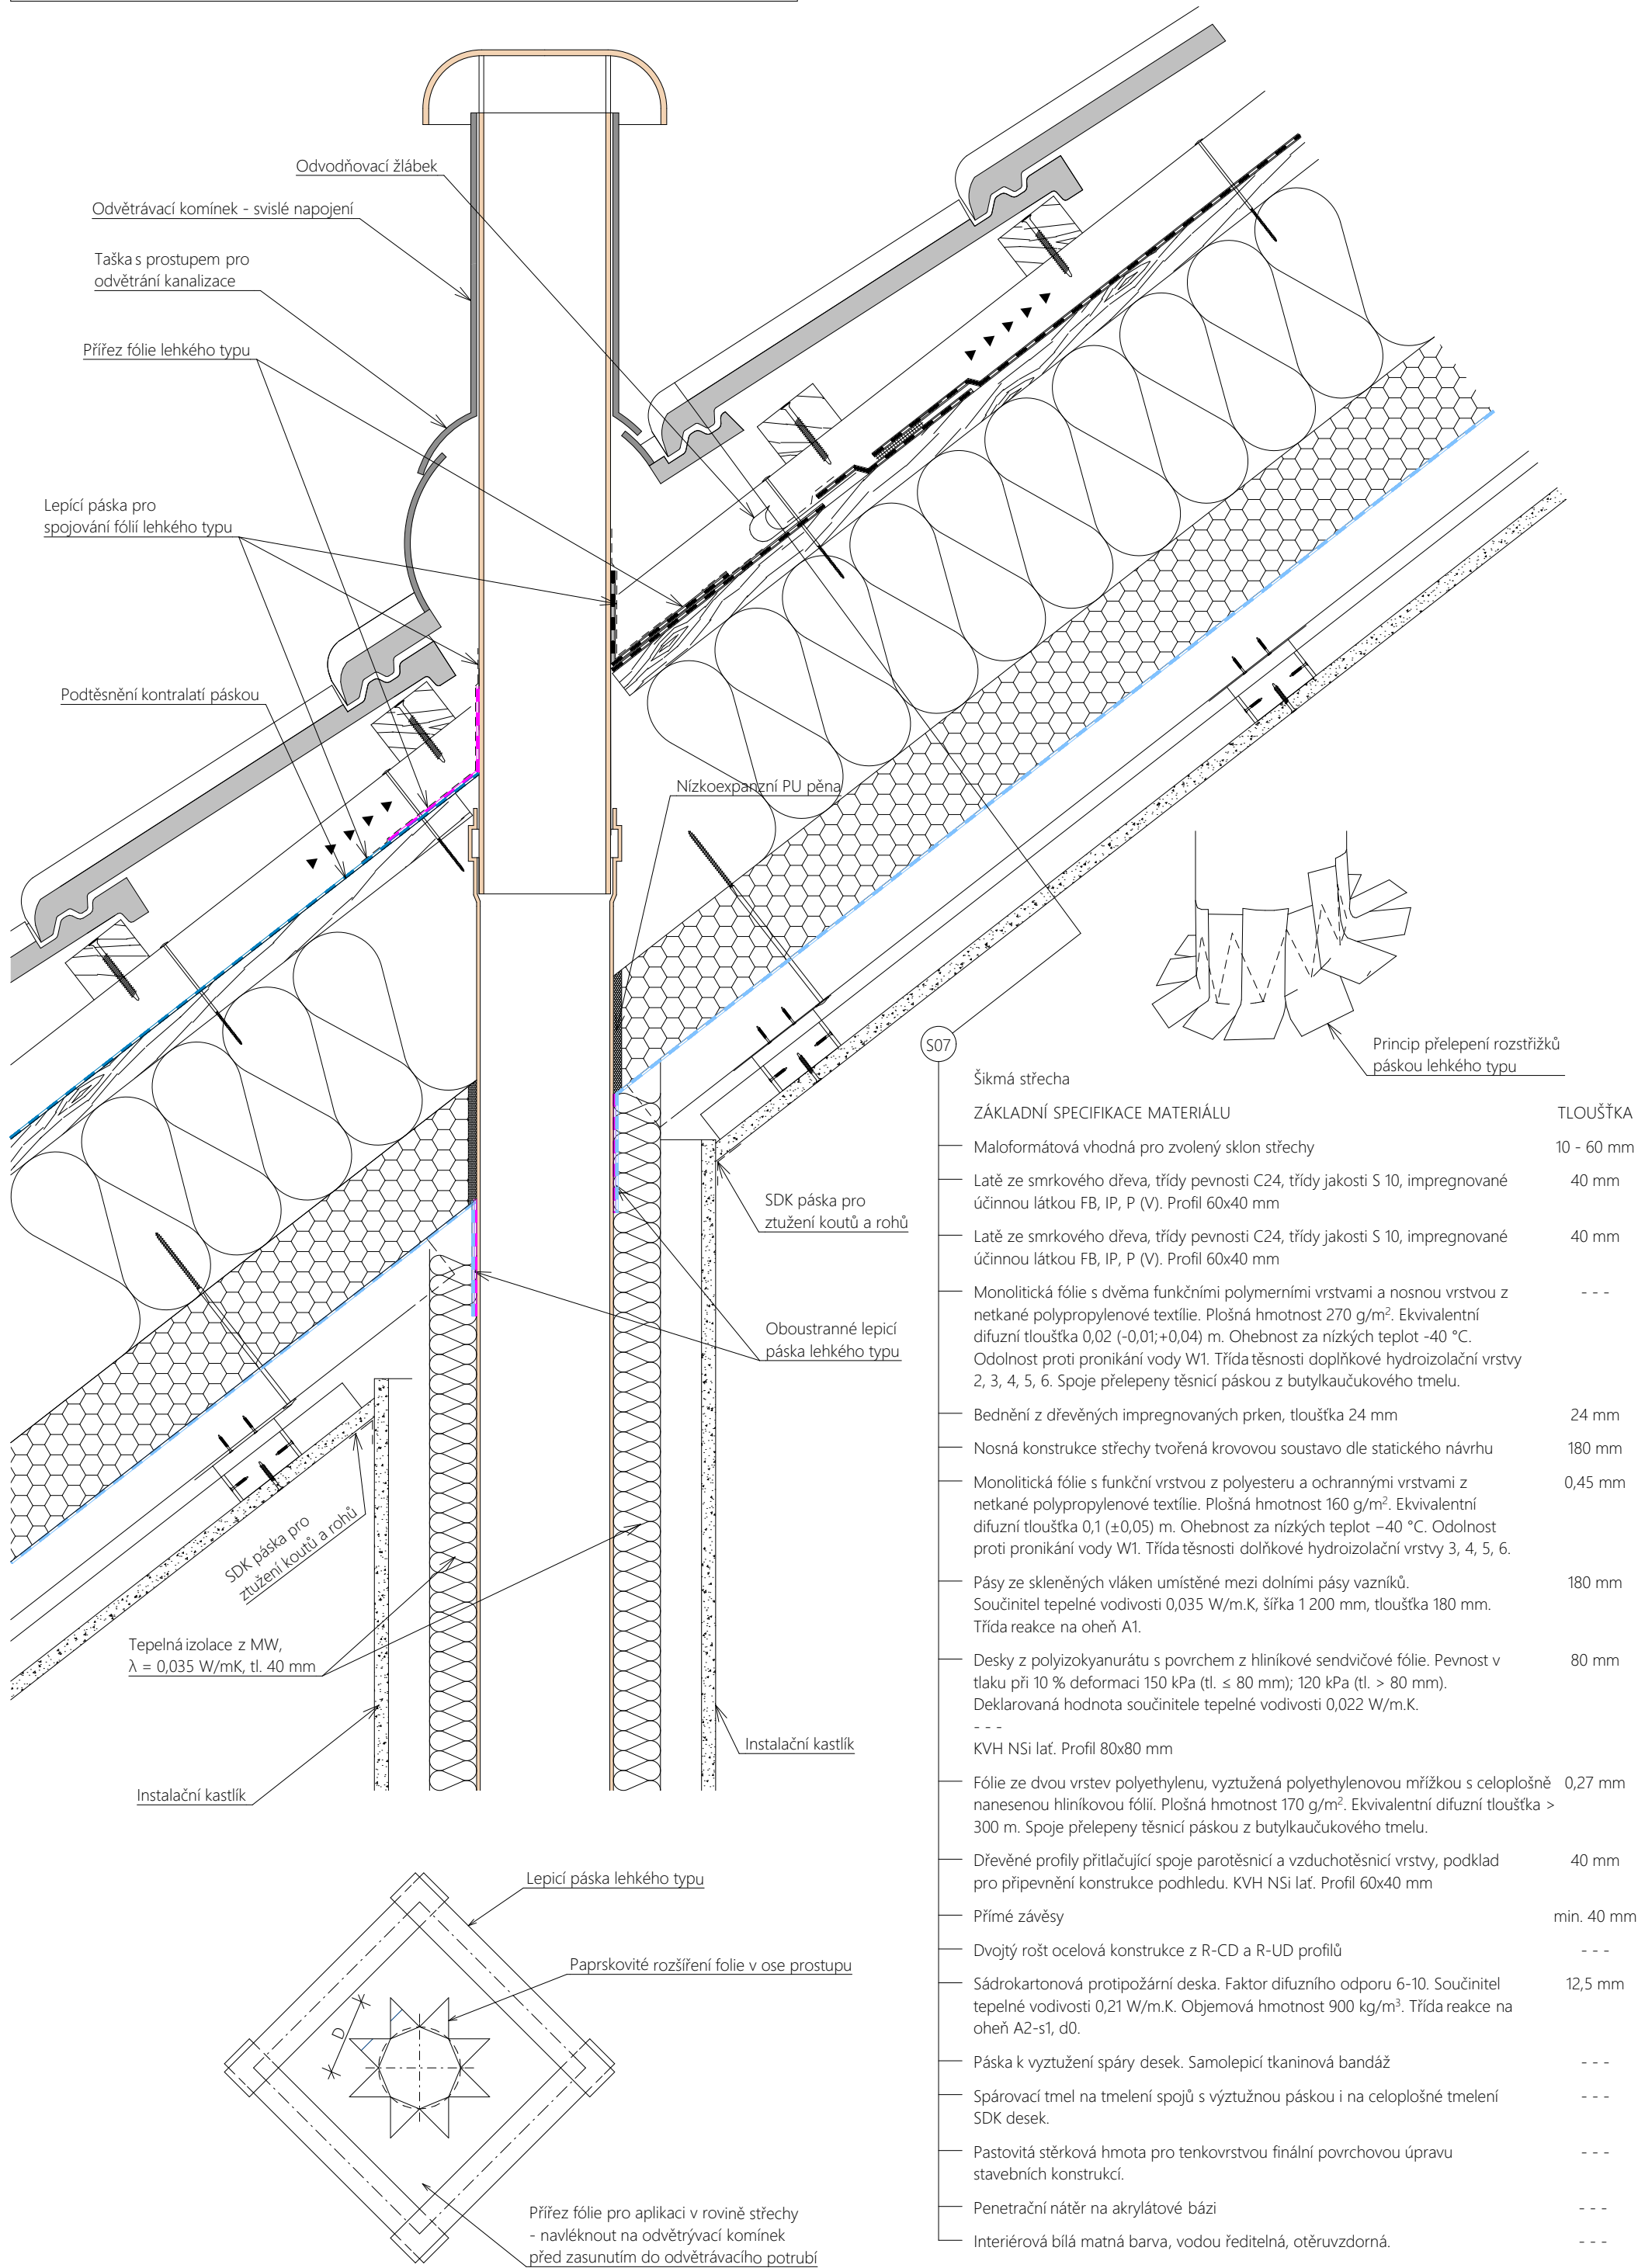 Odvodňovací žlábek
Odvětrávací komínek - svislé napojení
Taška s prostupem pro
odvětrání kanalizace
Přířez fólie lehkého typu
Lepící páska pro
spojování fólií lehkého typu
Podtěsnění kontralatí páskou
Nízkoexpanzní PU pěna
Princip přelepení rozstřižků
páskou lehkého typu
SDK páska pro
ztužení koutů a rohů
Oboustranné lepicí
páska lehkého typu
SDK páska pro
ztužení koutů a rohů
Tepelná izolace z MW,
λ = 0,035 W/mK, tl. 40 mm
Instalační kastlík
Instalační kastlík
Lepicí páska lehkého typu
Paprskovité rozšíření folie v ose prostupu
D
Přířez fólie pro aplikaci v rovině střechy
- navléknout na odvětrývací komínek
před zasunutím do odvětrávacího potrubí
S07
Šikmá střecha
ZÁKLADNÍ SPECIFIKACE MATERIÁLU TLOUŠŤKA
Maloformátová vhodná pro zvolený sklon střechy 10 - 60 mm
Latě ze smrkového dřeva, třídy pevnosti C24, třídy jakosti S 10, impregnované 40 mm
účinnou látkou FB, IP, P (V). Profil 60x40 mm
Latě ze smrkového dřeva, třídy pevnosti C24, třídy jakosti S 10, impregnované 40 mm
účinnou látkou FB, IP, P (V). Profil 60x40 mm
Monolitická fólie s dvěma funkčními polymerními vrstvami a nosnou vrstvou z - - -
netkané polypropylenové textílie. Plošná hmotnost 270 g/m². Ekvivalentní
difuzní tloušťka 0,02 (-0,01;+0,04) m. Ohebnost za nízkých teplot -40 °C.
Odolnost proti pronikání vody W1. Třída těsnosti doplňkové hydroizolační vrstvy
2, 3, 4, 5, 6. Spoje přelepeny těsnicí páskou z butylkaučukového tmelu.
Bednění z dřevěných impregnovaných prken, tloušťka 24 mm 24 mm
Nosná konstrukce střechy tvořená krovovou soustavo dle statického návrhu 180 mm
Monolitická fólie s funkční vrstvou z polyesteru a ochrannými vrstvami z 0,45 mm
netkané polypropylenové textílie. Plošná hmotnost 160 g/m². Ekvivalentní
difuzní tloušťka 0,1 (±0,05) m. Ohebnost za nízkých teplot −40 °C. Odolnost
proti pronikání vody W1. Třída těsnosti dolňkové hydroizolační vrstvy 3, 4, 5, 6.
Pásy ze skleněných vláken umístěné mezi dolními pásy vazníků. 180 mm
Součinitel tepelné vodivosti 0,035 W/m.K, šířka 1 200 mm, tloušťka 180 mm.
Třída reakce na oheň A1.
Desky z polyizokyanurátu s povrchem z hliníkové sendvičové fólie. Pevnost v 80 mm
tlaku při 10 % deformaci 150 kPa (tl. ≤ 80 mm); 120 kPa (tl. > 80 mm).
Deklarovaná hodnota součinitele tepelné vodivosti 0,022 W/m.K.
- - -
KVH NSi lať. Profil 80x80 mm
Fólie ze dvou vrstev polyethylenu, vyztužená polyethylenovou mřížkou s celoplošně 0,27 mm
nanesenou hliníkovou fólií. Plošná hmotnost 170 g/m². Ekvivalentní difuzní tloušťka >
300 m. Spoje přelepeny těsnicí páskou z butylkaučukového tmelu.
Dřevěné profily přitlačující spoje parotěsnicí a vzduchotěsnicí vrstvy, podklad 40 mm
pro připevnění konstrukce podhledu. KVH NSi lať. Profil 60x40 mm
Přímé závěsy min. 40 mm
Dvojtý rošt ocelová konstrukce z R-CD a R-UD profilů - - -
Sádrokartonová protipožární deska. Faktor difuzního odporu 6-10. Součinitel 12,5 mm
tepelné vodivosti 0,21 W/m.K. Objemová hmotnost 900 kg/m³. Třída reakce na
oheň A2-s1, d0.
Páska k vyztužení spáry desek. Samolepicí tkaninová bandáž - - -
Spárovací tmel na tmelení spojů s výztužnou páskou i na celoplošné tmelení - - -
SDK desek.
Pastovitá stěrková hmota pro tenkovrstvou finální povrchovou úpravu - - -
stavebních konstrukcí.
Penetrační nátěr na akrylátové bázi - - -
Interiérová bílá matná barva, vodou ředitelná, otěruvzdorná. - - -